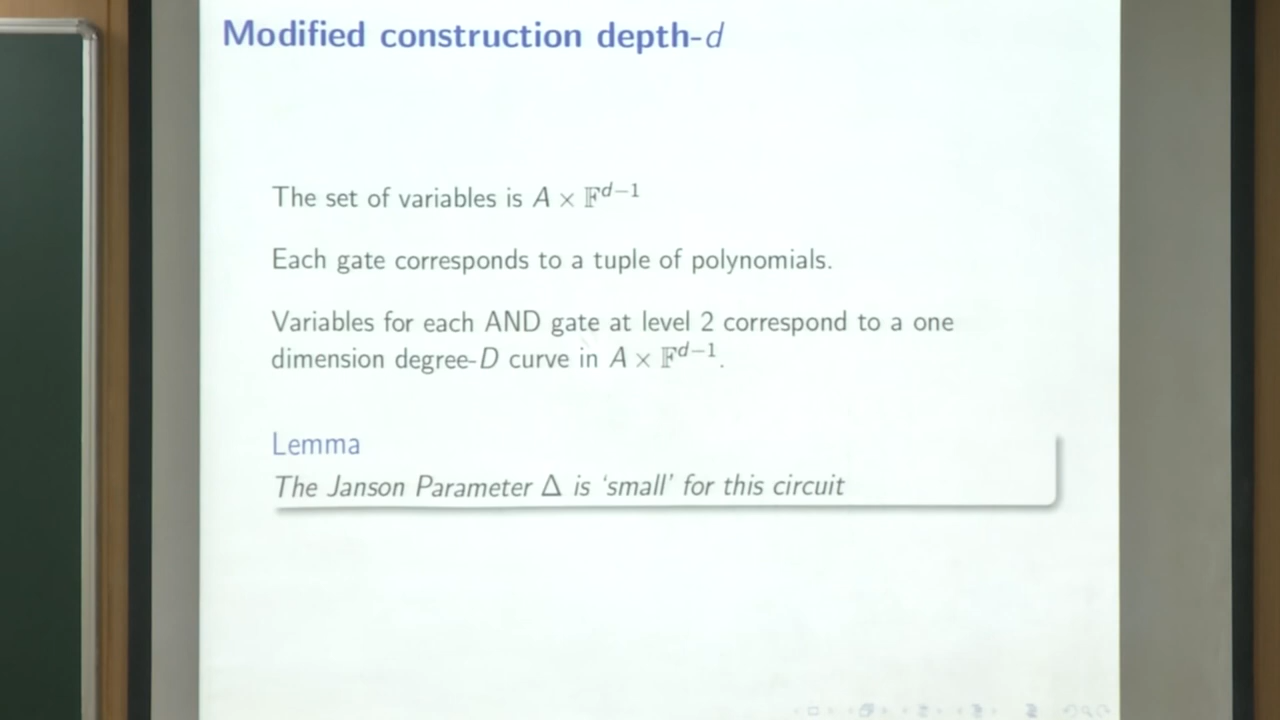 Modified construction depth-d
The set of variables is A × 𝔽^{d−1}
Each gate corresponds to a tuple of polynomials.
Variables for each AND gate at level 2 correspond to a one
dimension degree-D curve in A × 𝔽^{d−1}.
Lemma
The Janson Parameter Δ is ‘small’ for this circuit